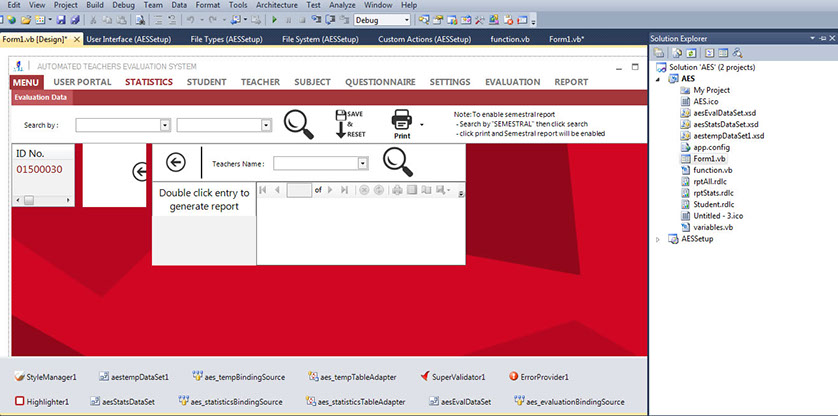 Edit View Project Build Debug Team Data Format Tools Architecture Test Analyze Window Help
Debug
Form1.vb [Design]* User Interface (AESSetup) File Types (AESSetup) File System (AESSetup) Custom Actions (AESSetup) function.vb Form1.vb*
Solution Explorer
Solution 'AES' (2 projects)
AES
My Project
AES.ico
aesEvalDataSet.xsd
aesStatsDataSet.xsd
aestempDataSet1.xsd
app.config
Form1.vb
function.vb
rptAll.rdlc
rptStats.rdlc
Student.rdlc
Untitled - 3.ico
variables.vb
AESSetup
AUTOMATED TEACHERS EVALUATION SYSTEM
MENU USER PORTAL STATISTICS STUDENT TEACHER SUBJECT QUESTIONNAIRE SETTINGS EVALUATION REPORT
Evaluation Data
Search by :
SAVE
&
RESET
Print
Note:To enable semestral report
- Search by "SEMESTRAL" then click search
- click print and Semestral report will be enabled
ID No.
01500030
Teachers Name :
Double click entry to
generate report
of
StyleManager1 aestempDataSet1 aes_tempBindingSource aes_tempTableAdapter SuperValidator1 ErrorProvider1
Highlighter1 aesStatsDataSet aes_statisticsBindingSource aes_statisticsTableAdapter aesEvalDataSet aes_evaluationBindingSource